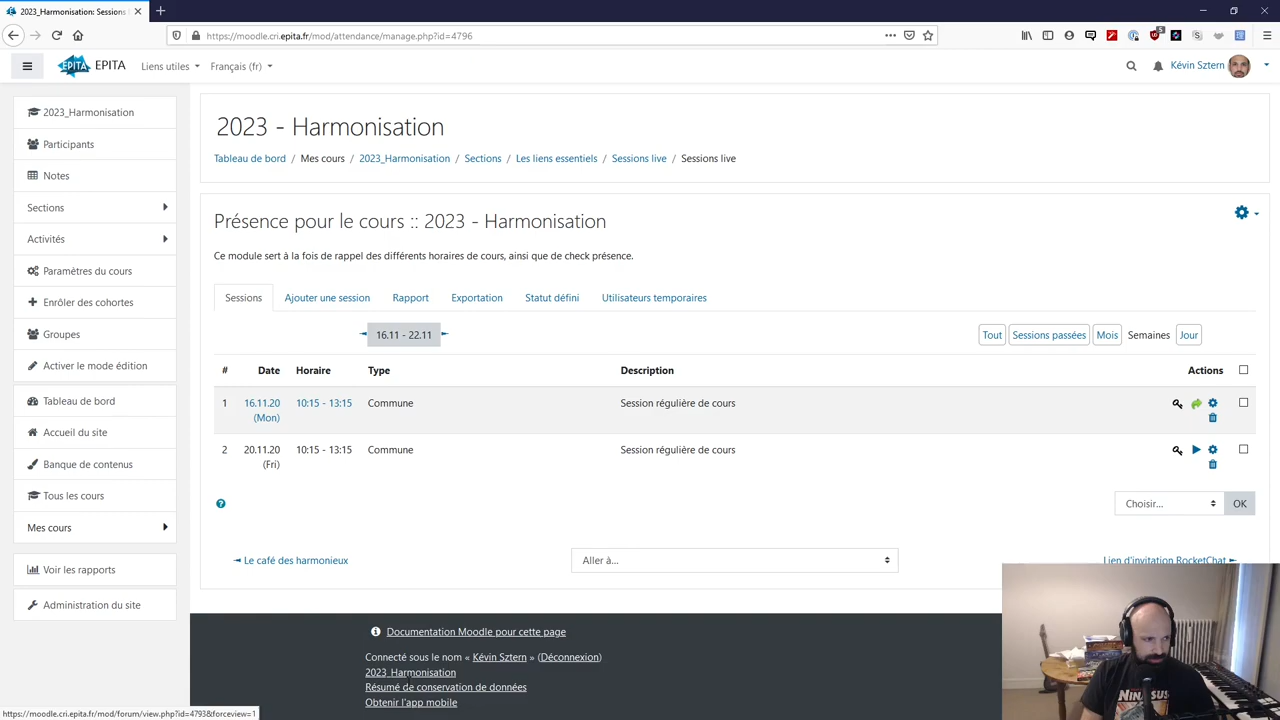 2023_Harmonisation: Sessions l
https://moodle.cri.epita.fr/mod/attendance/manage.php?id=4796
EPITA EPITA Liens utiles Français (fr) Kévin Sztern
2023_Harmonisation
Participants
Notes
Sections
Activités
Paramètres du cours
Enrôler des cohortes
Groupes
Activer le mode édition
Tableau de bord
Accueil du site
Banque de contenus
Tous les cours
Mes cours
Voir les rapports
Administration du site
2023 - Harmonisation
Tableau de bord / Mes cours / 2023_Harmonisation / Sections / Les liens essentiels / Sessions live / Sessions live
Présence pour le cours :: 2023 - Harmonisation
Ce module sert à la fois de rappel des différents horaires de cours, ainsi que de check présence.
Sessions Ajouter une session Rapport Exportation Statut défini Utilisateurs temporaires
16.11 - 22.11 Tout Sessions passées Mois Semaines Jour
# Date Horaire Type Description Actions
1 16.11.20 10:15 - 13:15 Commune Session régulière de cours
(Mon)
2 20.11.20 10:15 - 13:15 Commune Session régulière de cours
(Fri)
Choisir... OK
◄ Le café des harmonieux Aller à... Lien d'invitation RocketChat ►
Documentation Moodle pour cette page
Connecté sous le nom « Kévin Sztern » (Déconnexion)
2023_Harmonisation
Résumé de conservation de données
Obtenir l'app mobile
https://moodle.cri.epita.fr/mod/forum/view.php?id=4793&forceview=1